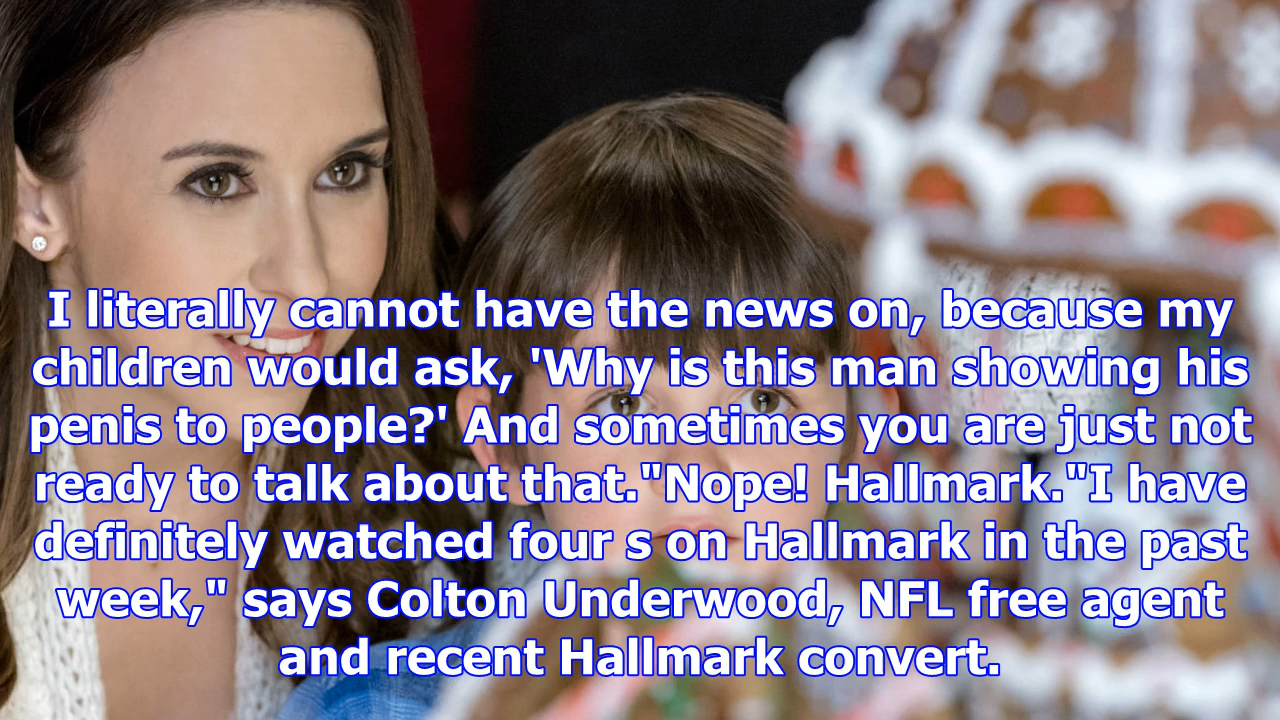 I literally cannot have the news on, because my
children would ask, 'Why is this man showing his
penis to people?' And sometimes you are just not
ready to talk about that."Nope! Hallmark."I have
definitely watched four s on Hallmark in the past
week," says Colton Underwood, NFL free agent
and recent Hallmark convert.